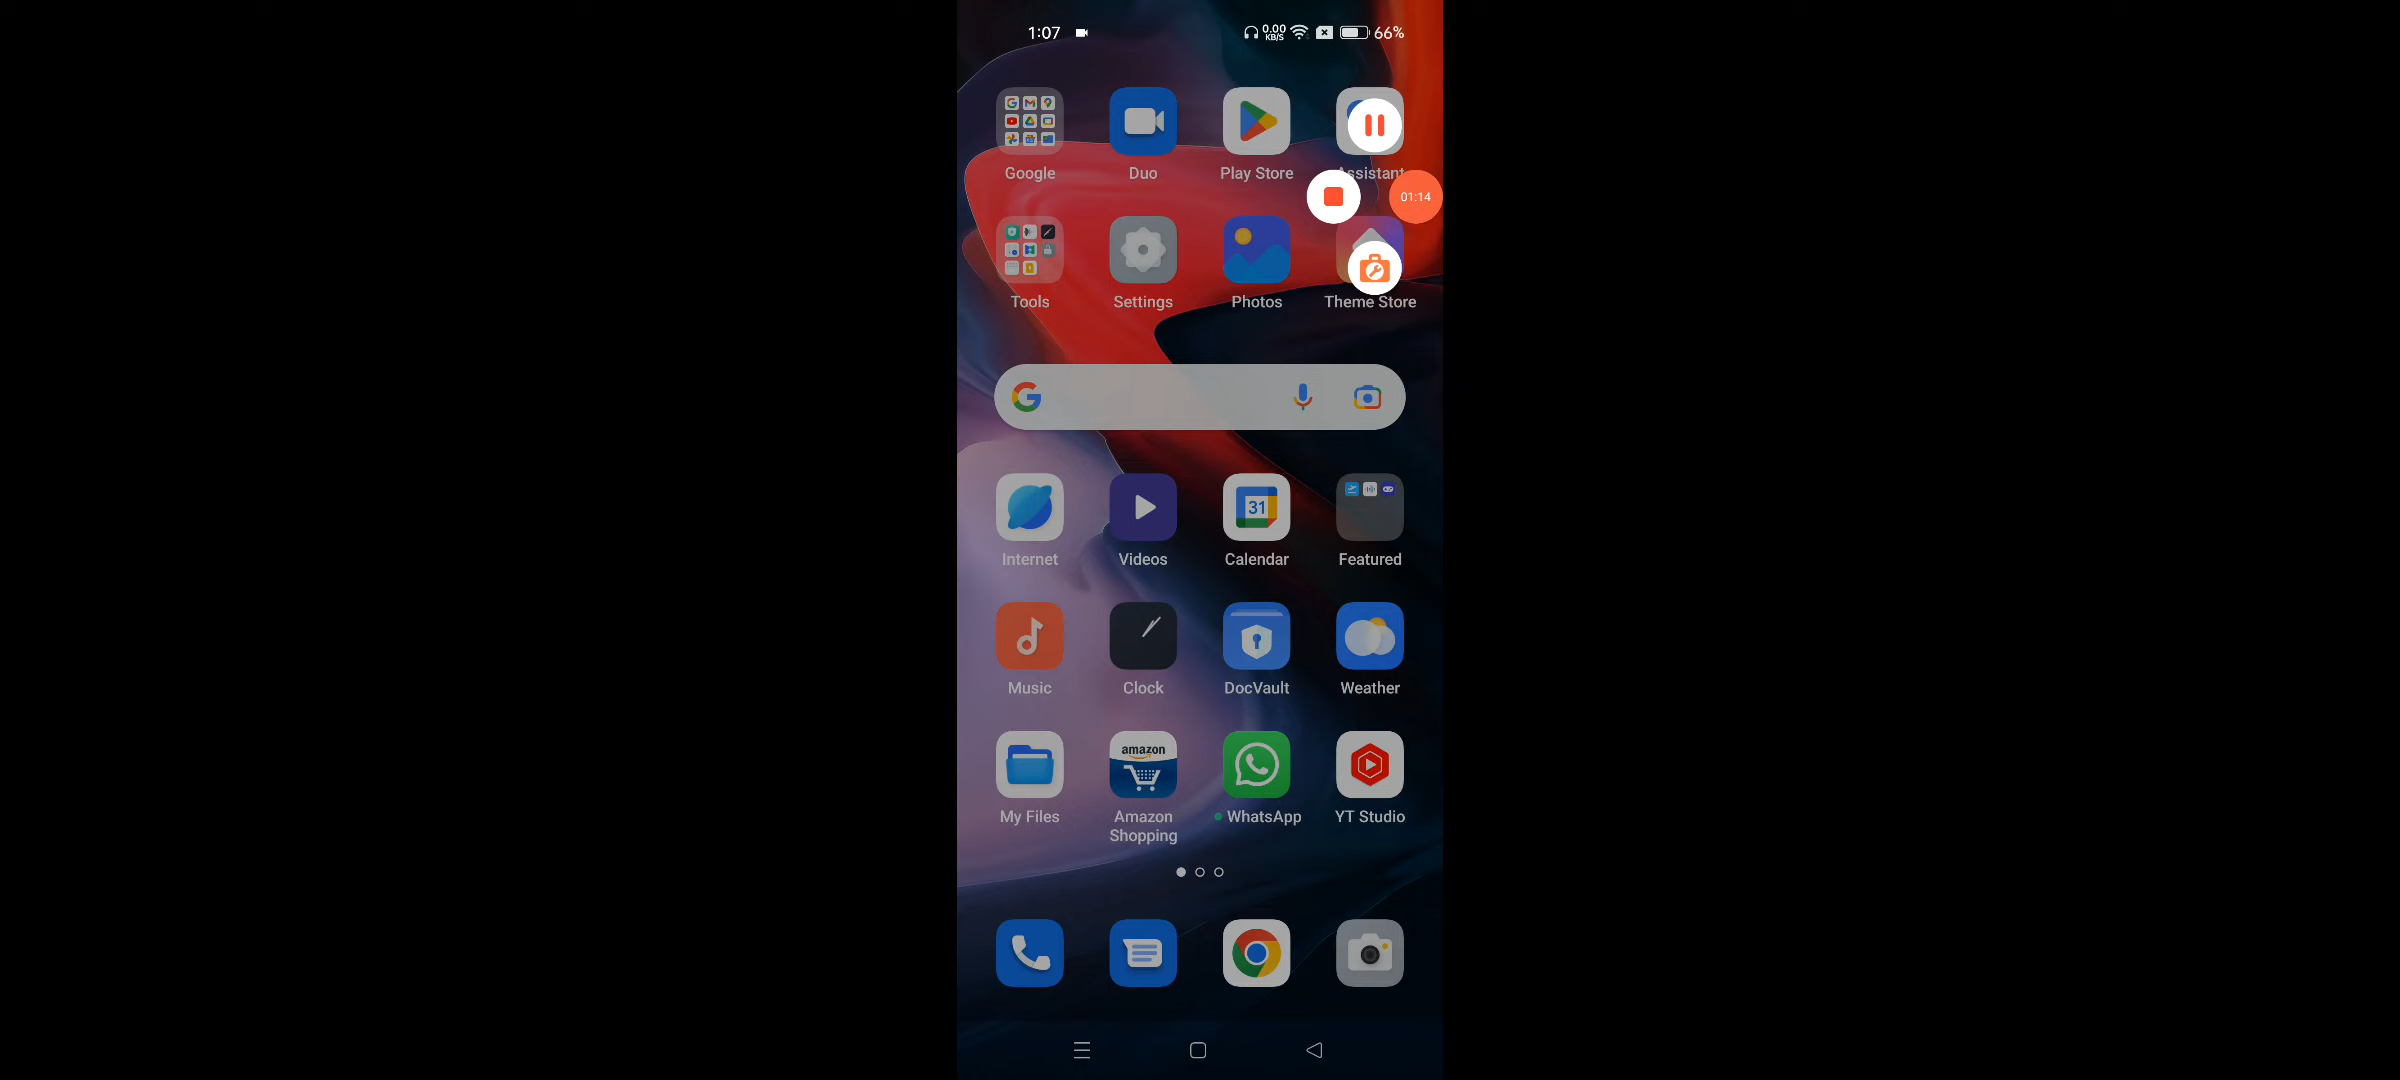 1:07 0.00 KB/S 66%
Google Duo Play Store Assistant
01:14
Tools Settings Photos Theme Store
31
Internet Videos Calendar Featured
Music Clock DocVault Weather
amazon
My Files Amazon Shopping WhatsApp YT Studio